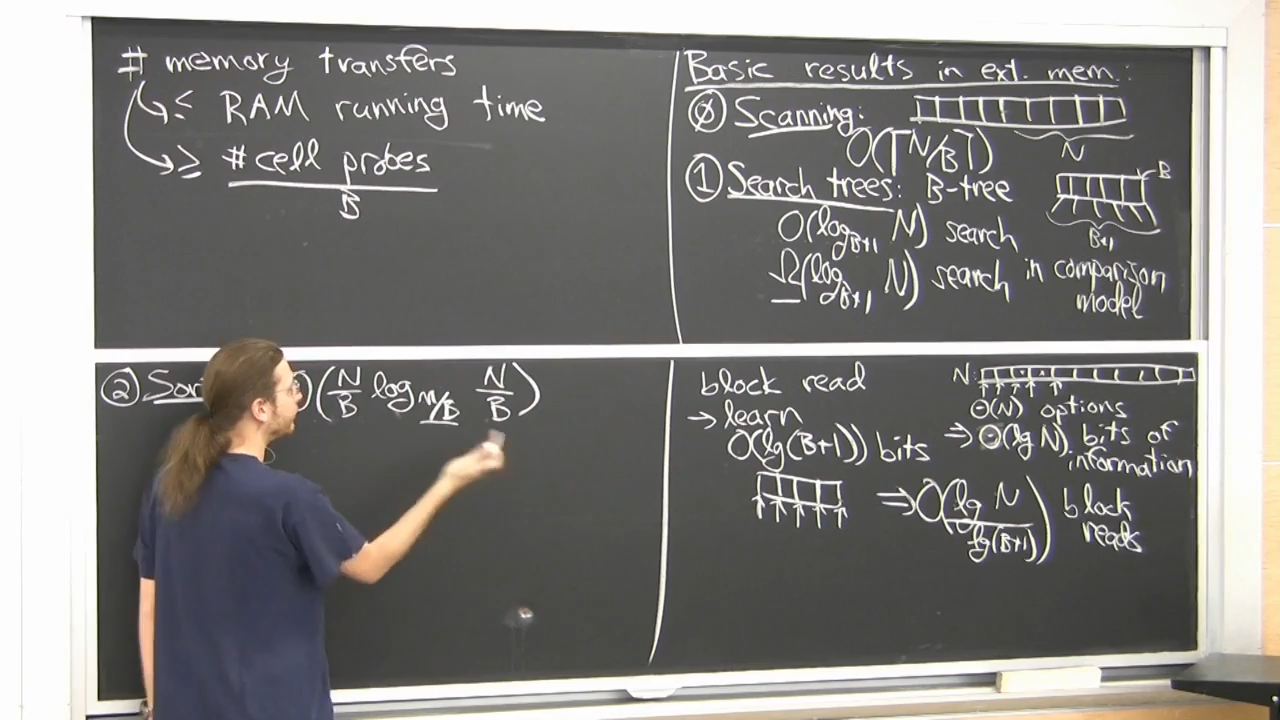 # memory transfers
↳ ≤ RAM running time
↳ ≥ # cell probes
B
Basic results in ext. mem.:
⓪ Scanning:
O(⌈N/B⌉)
N
① Search trees: B-tree
B
B+1
O(log_{B+1} N) search
Ω(log_{B+1} N) search in comparison model
② O(N/B log_{M/B} N/B)
block read
→ learn
O(lg(B+1)) bits
N:
Θ(N) options
⇒ Θ(lg N) bits of
information
⇒ O(lg N / lg(B+1)) block
reads